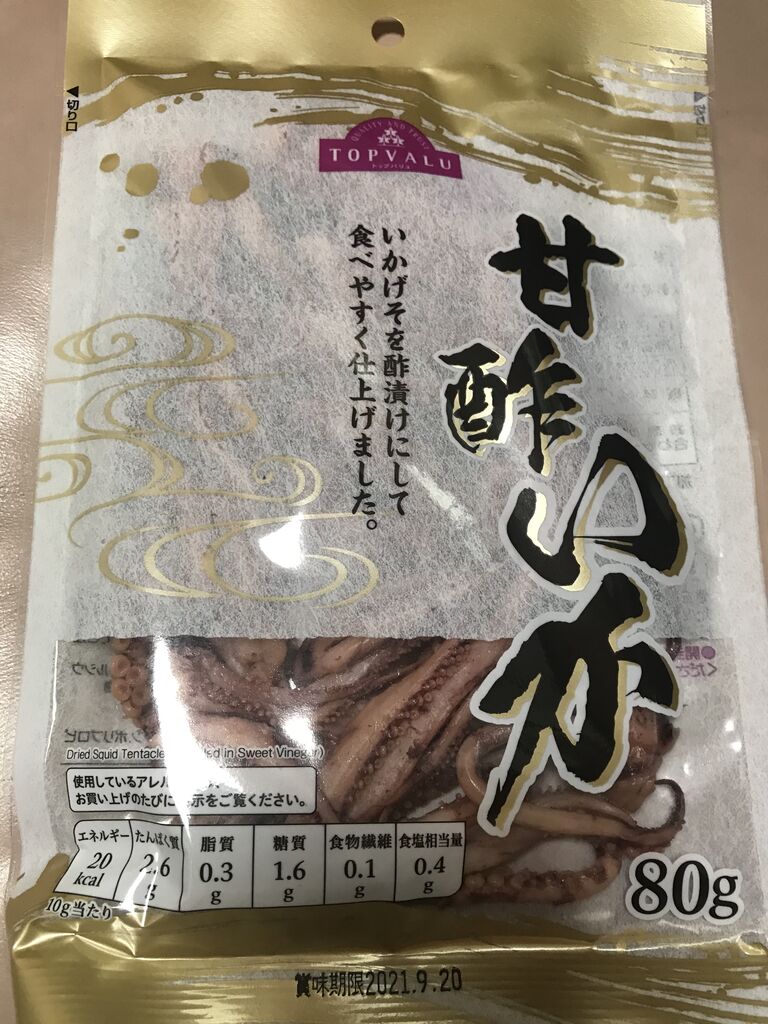 切り口
QUALITY AND TRUST
TOPVALU
トップバリュ
甘酢いか
いかげそを酢漬けにして
食べやすく仕上げました。
Dried Squid Tentacle in Sweet Vinegar)
使用しているアレル
お買い上げのたびに 示をご覧ください。
エネルギー たんぱく質 脂質 糖質 食物繊維 食塩相当量
20 kcal 2.6 g 0.3 g 1.6 g 0.1 g 0.4 g
10g当たり
80g
賞味期限2021.9.20